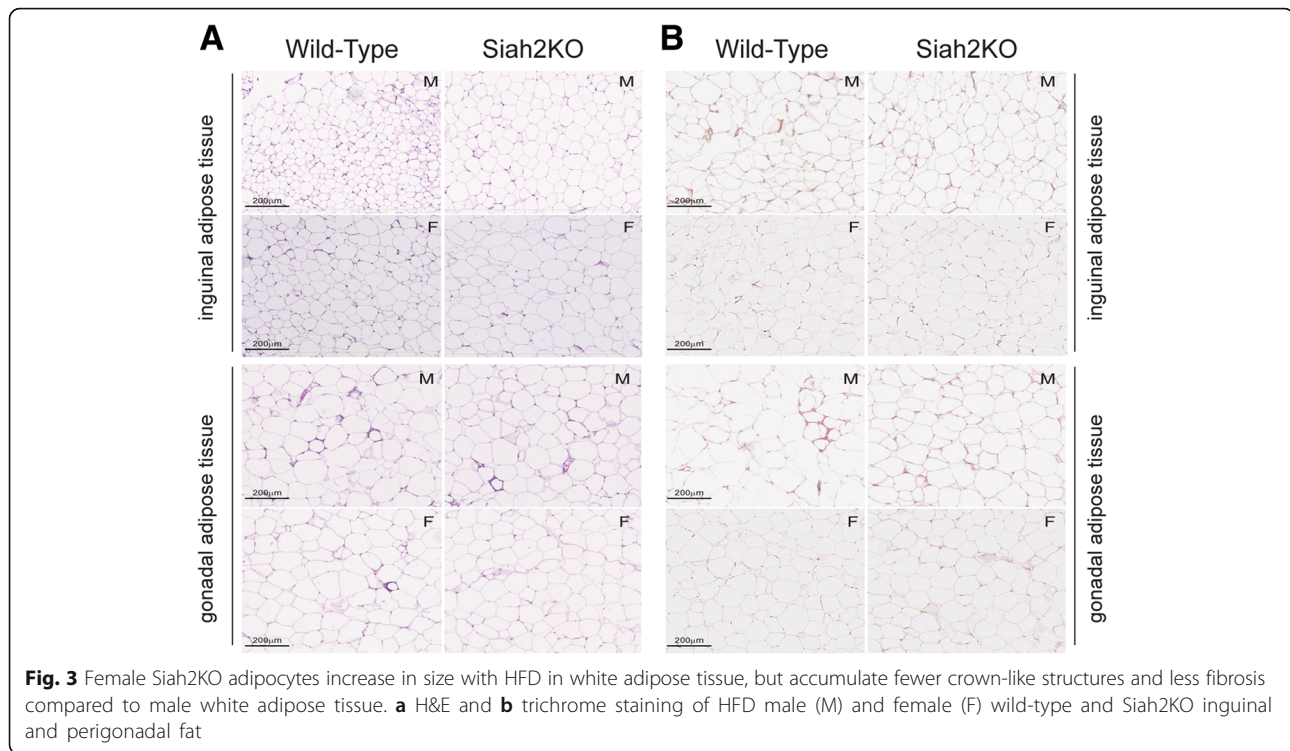 A
Wild-Type
Siah2KO
B
Wild-Type
Siah2KO
inguinal adipose tissue
M
200µm
M
M
200µm
M
inguinal adipose tissue
F
200µm
F
F
200µm
F
gonadal adipose tissue
M
200µm
M
M
200µm
M
gonadal adipose tissue
F
200µm
F
F
200µm
F
Fig. 3 Female Siah2KO adipocytes increase in size with HFD in white adipose tissue, but accumulate fewer crown-like structures and less fibrosis
compared to male white adipose tissue. a H&E and b trichrome staining of HFD male (M) and female (F) wild-type and Siah2KO inguinal
and perigonadal fat